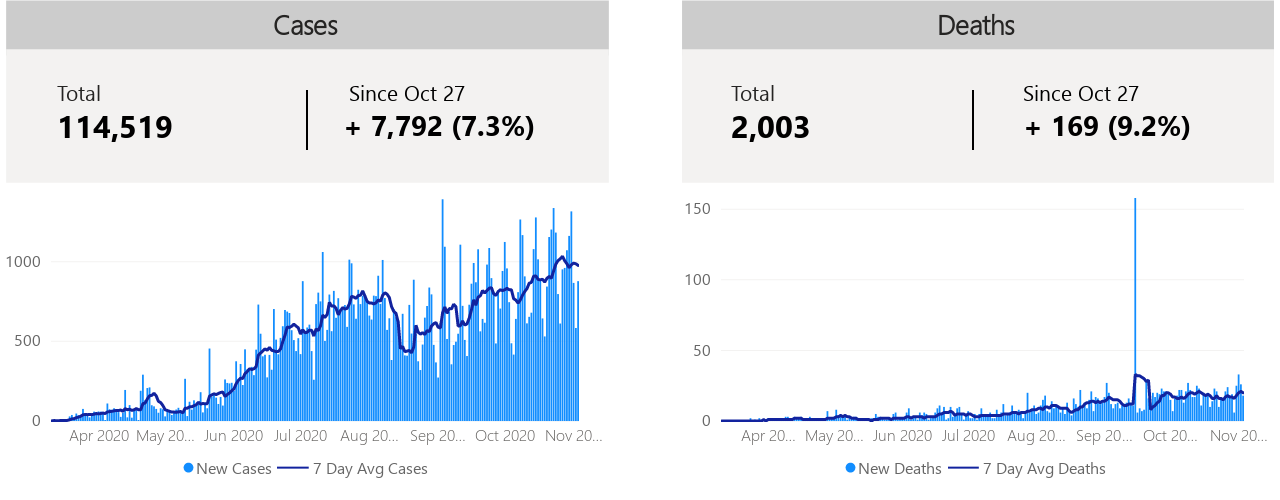 Cases
Total
114,519
Since Oct 27
+ 7,792 (7.3%)
1000
500
0
Apr 2020 May 20... Jun 2020 Jul 2020 Aug 20... Sep 20... Oct 2020 Nov 20...
New Cases 7 Day Avg Cases
Deaths
Total
2,003
Since Oct 27
+ 169 (9.2%)
150
100
50
0
Apr 20... May 20... Jun 2020 Jul 2020 Aug 20... Sep 20... Oct 20... Nov 20...
New Deaths 7 Day Avg Deaths